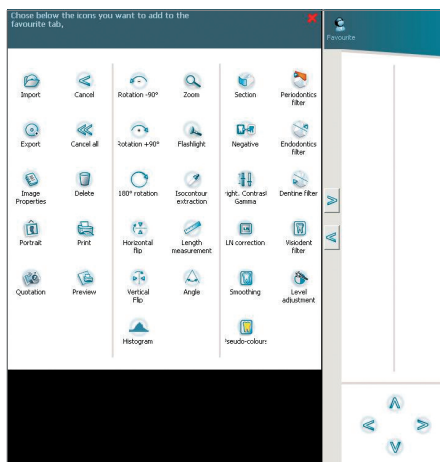 Chose below the icons you want to add to the
favourite tab,
Favourite
Import
Cancel
Rotation -90°
Zoom
Section
Periodontics
filter
Export
Cancel all
Rotation +90°
Flashlight
Negative
Endodontics
filter
Image
Properties
Delete
180° rotation
Isocontour
extraction
right. Contrast
Gamma
Dentine filter
Portrait
Print
Horizontal
flip
Length
measurement
LN correction
Visiodent
filter
Quotation
Preview
Vertical
Flip
Angle
Smoothing
Level
adjustment
Histogram
Pseudo-colours